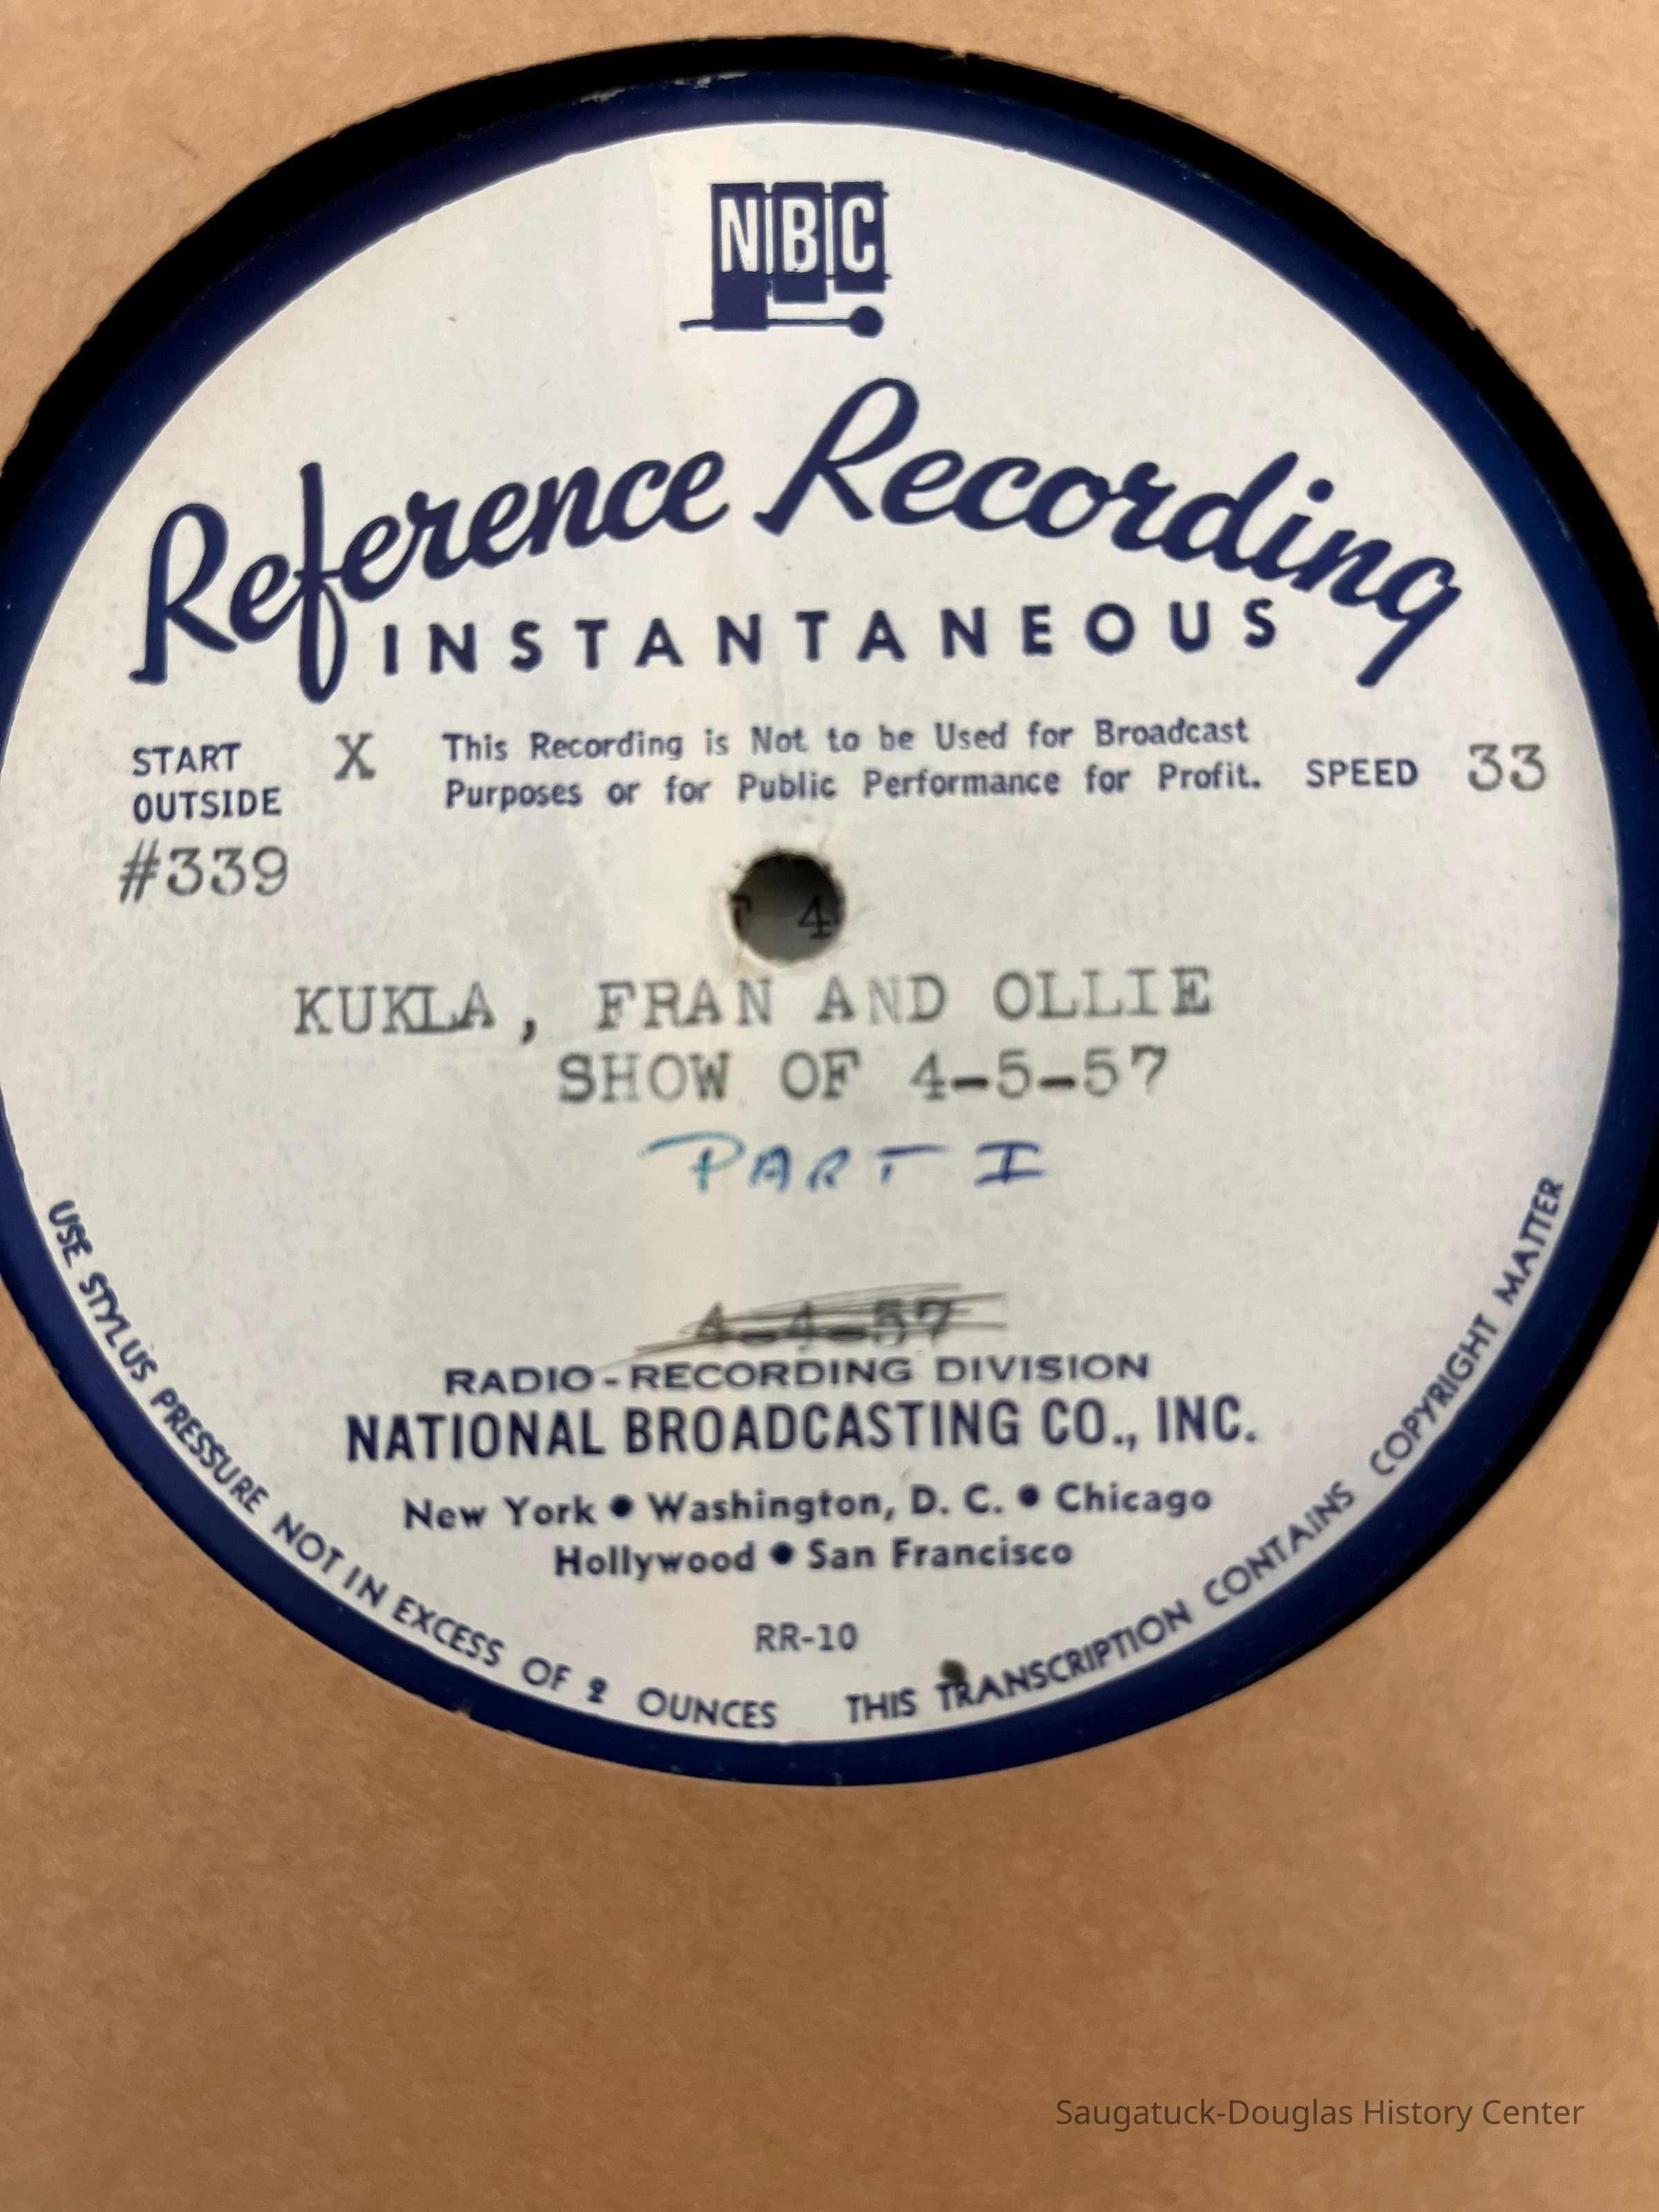 NBC
Reference Recording
INSTANTANEOUS
START
OUTSIDE X
This Recording is Not to be Used for Broadcast
Purposes or for Public Performance for Profit.
SPEED 33
#339
4
KUKLA, FRAN AND OLLIE
SHOW OF 4-5-57
PART I
4-4-57
RADIO-RECORDING DIVISION
NATIONAL BROADCASTING CO., INC.
New York • Washington, D. C. • Chicago
Hollywood • San Francisco
RR-10
USE STYLUS PRESSURE NOT IN EXCESS OF 2 OUNCES
THIS TRANSCRIPTION CONTAINS COPYRIGHT MATTER
Saugatuck-Douglas History Center